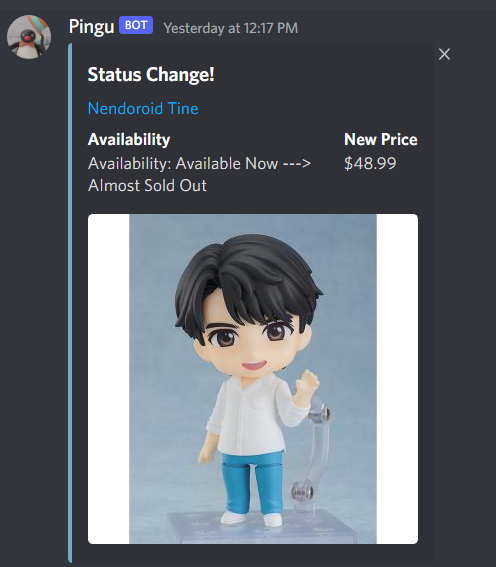 Pingu BOT Yesterday at 12:17 PM
Status Change!
Nendoroid Tine
Availability New Price
Availability: Available Now ---> $48.99
Almost Sold Out